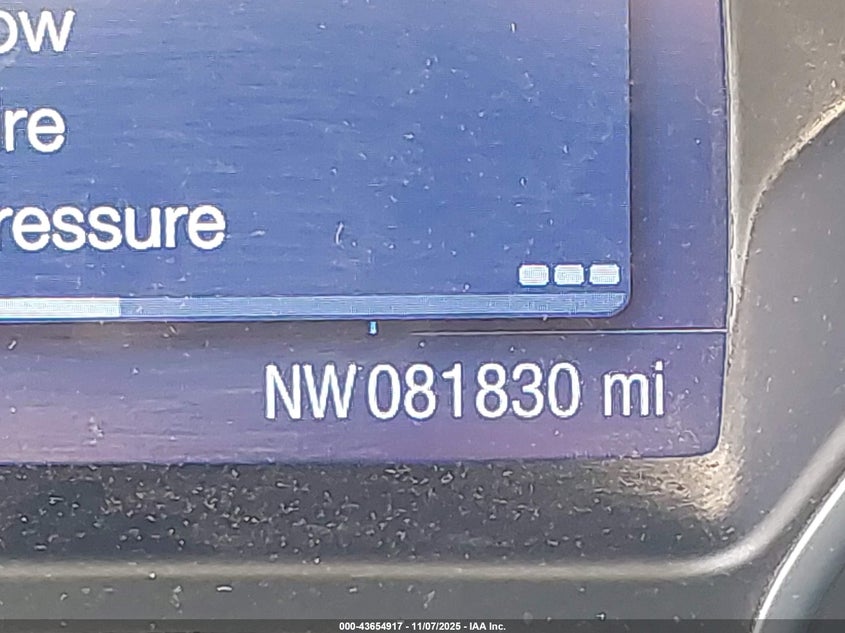 ow
re
ressure
NW 081830 mi
000-43654917 - 11/07/2025 - IAA Inc.